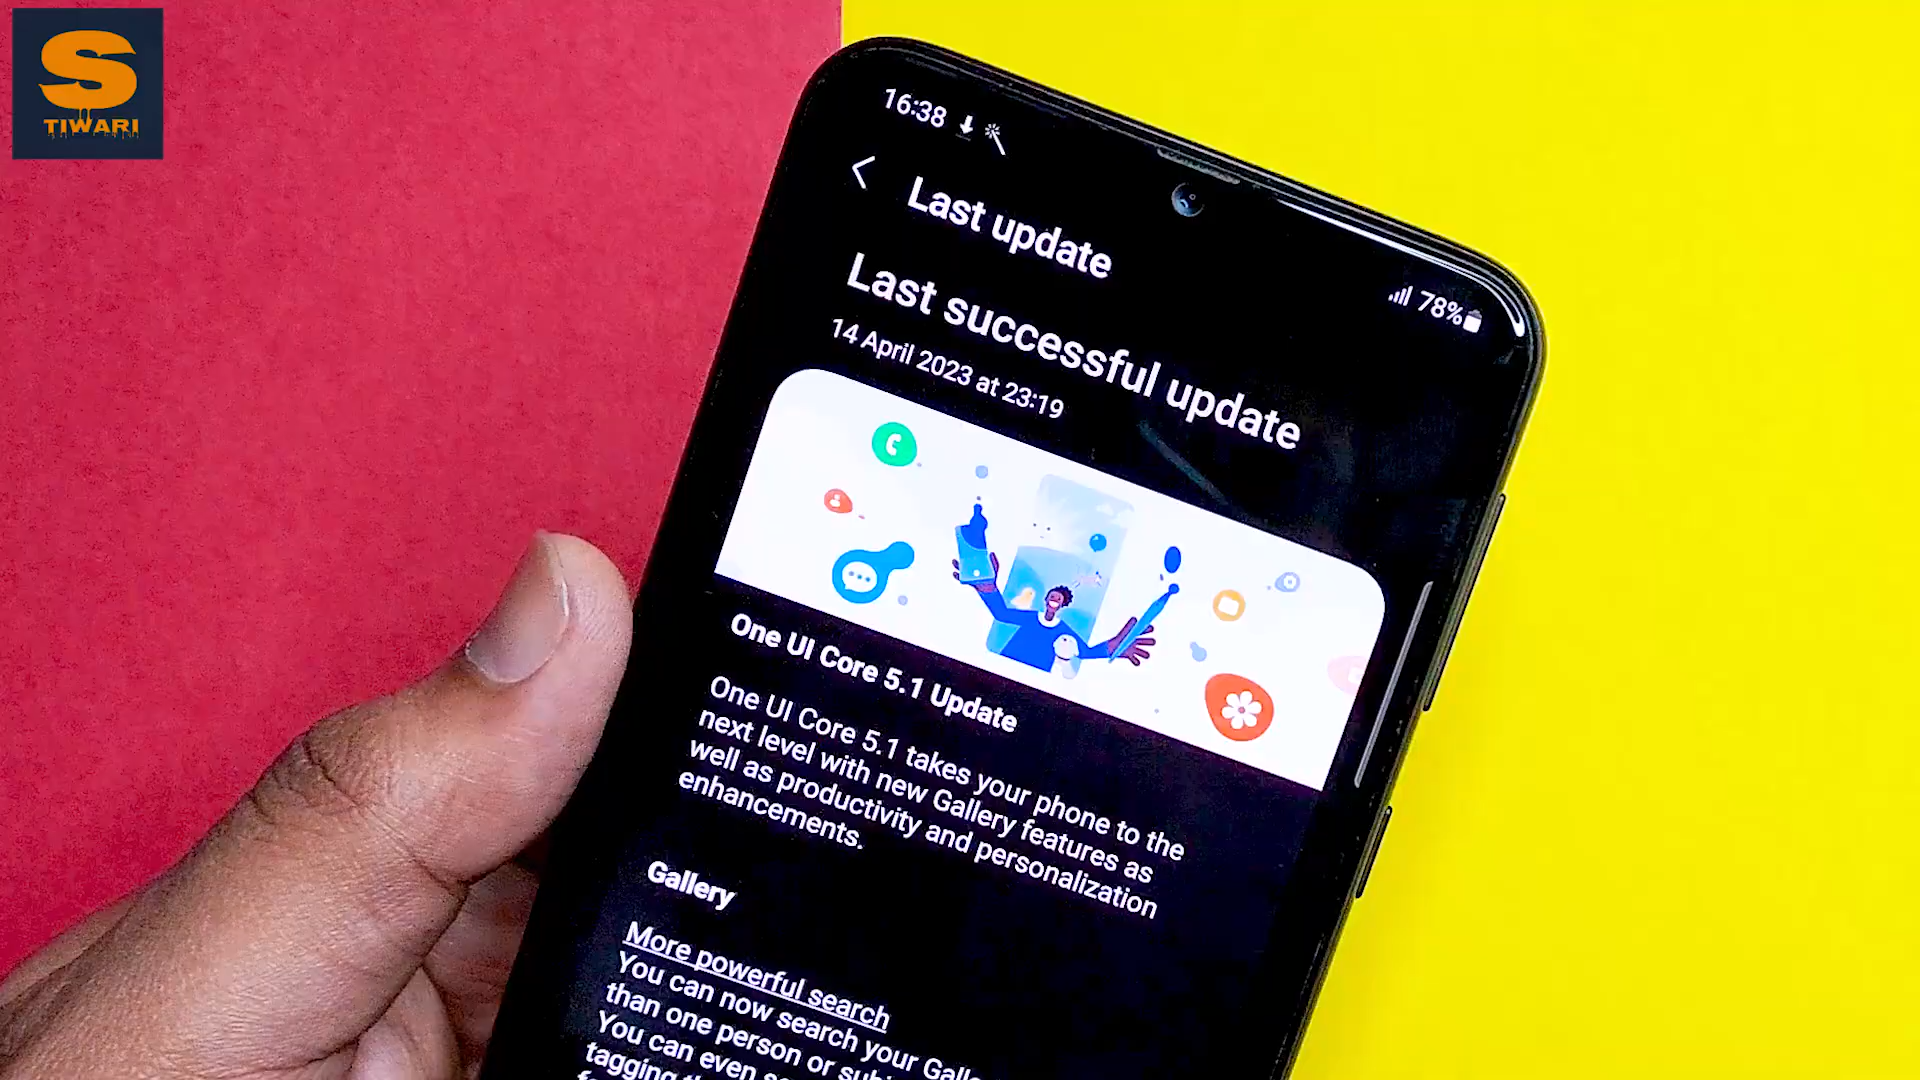 S
TIWARI
16:38
78%
Last update
Last successful update
14 April 2023 at 23:19
One UI Core 5.1 Update
One UI Core 5.1 takes your phone to the
next level with new Gallery features as
well as productivity and personalization
enhancements.
Gallery
More powerful search
You can now search your
than one person or
You can even
tagging